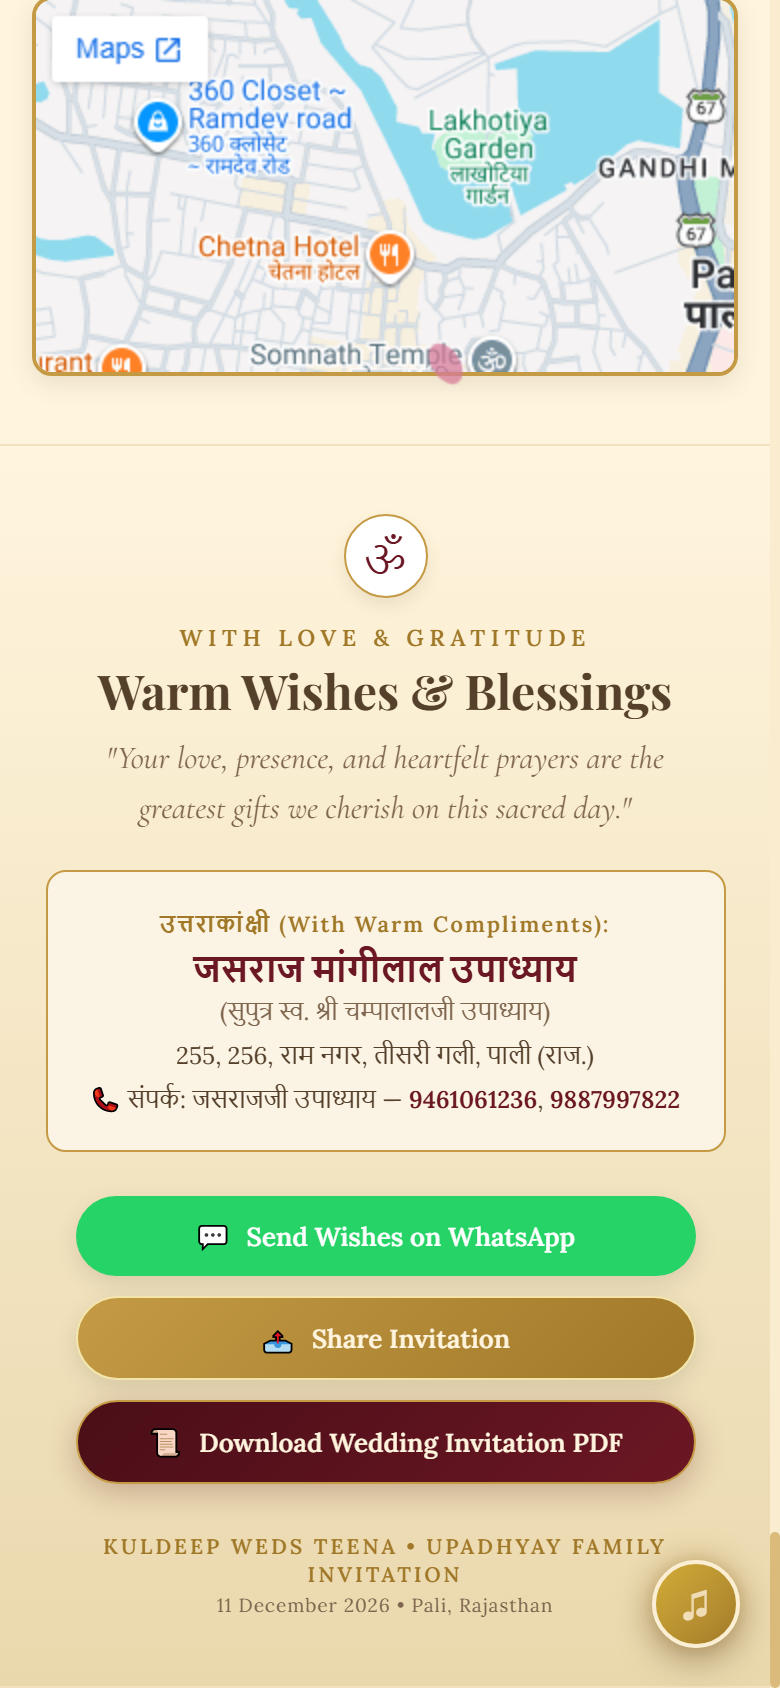 Maps
360 Closet ~
Ramdev road
360 क्लोसेट
~ रामदेव रोड
Lakhotiya
Garden
लाखोटिया
गार्डन
67
GANDHI M
Chetna Hotel
चेतना होटल
67
Pa
पाल
urant
Somnath Temple
ॐ
ॐ
WITH LOVE & GRATITUDE
Warm Wishes & Blessings
"Your love, presence, and heartfelt prayers are the
greatest gifts we cherish on this sacred day."
उत्तराकांक्षी (With Warm Compliments):
जसराज मांगीलाल उपाध्याय
(सुपुत्र स्व. श्री चम्पालालजी उपाध्याय)
255, 256, राम नगर, तीसरी गली, पाली (राज.)
संपर्क: जसराजजी उपाध्याय — 9461061236, 9887997822
Send Wishes on WhatsApp
Share Invitation
Download Wedding Invitation PDF
KULDEEP WEDS TEENA • UPADHYAY FAMILY
INVITATION
11 December 2026 • Pali, Rajasthan